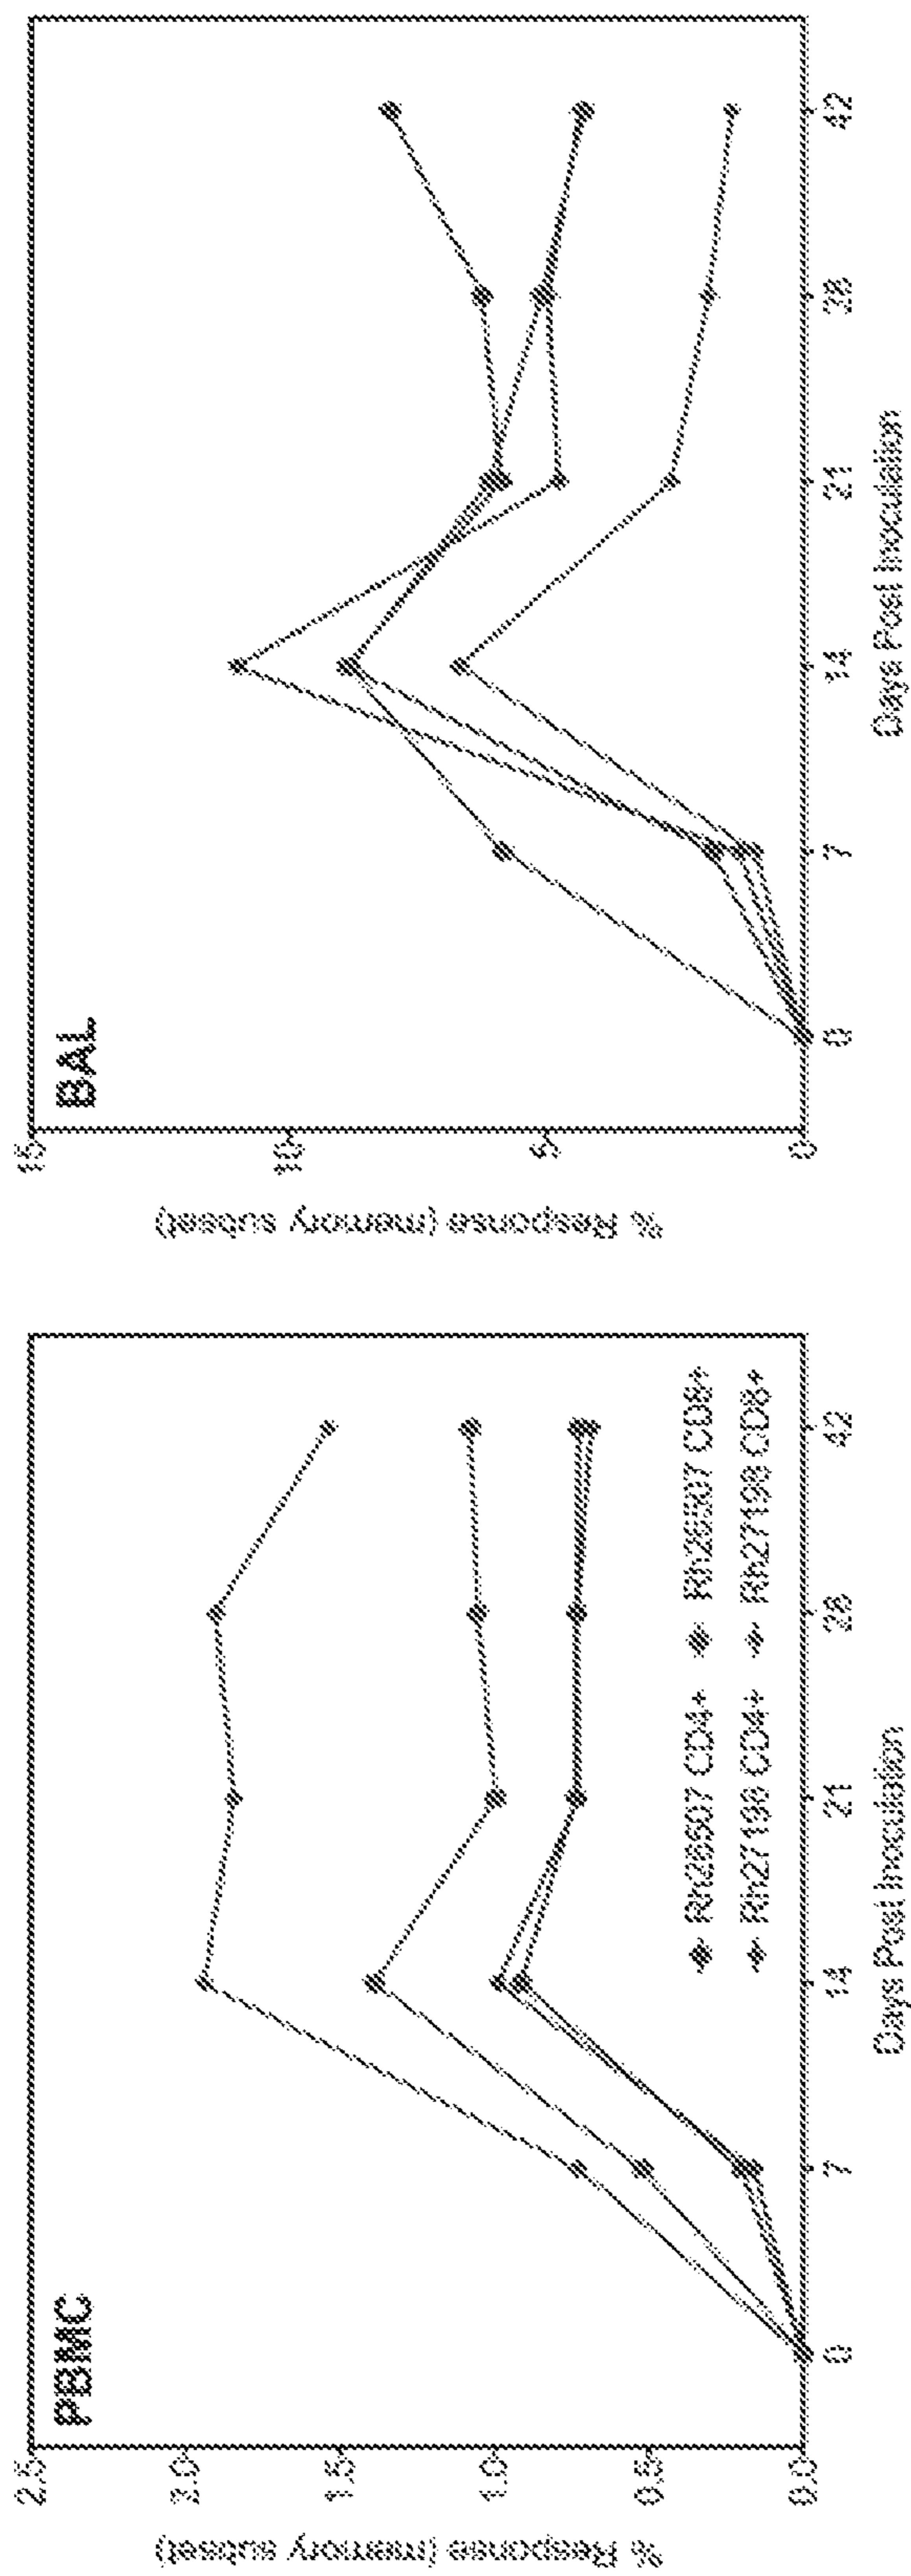 PBMC
% Response (memory subset)
2.5
2.0
1.5
1.0
0.5
0.0
0 7 14 21 28 42
Days Post Inoculation
Rh26507 CD4+ Rh26507 CD8+
Rh27198 CD4+ Rh27198 CD8+
BAL
% Response (memory subset)
15
10
5
0
0 7 14 21 28 42
Days Post Inoculation